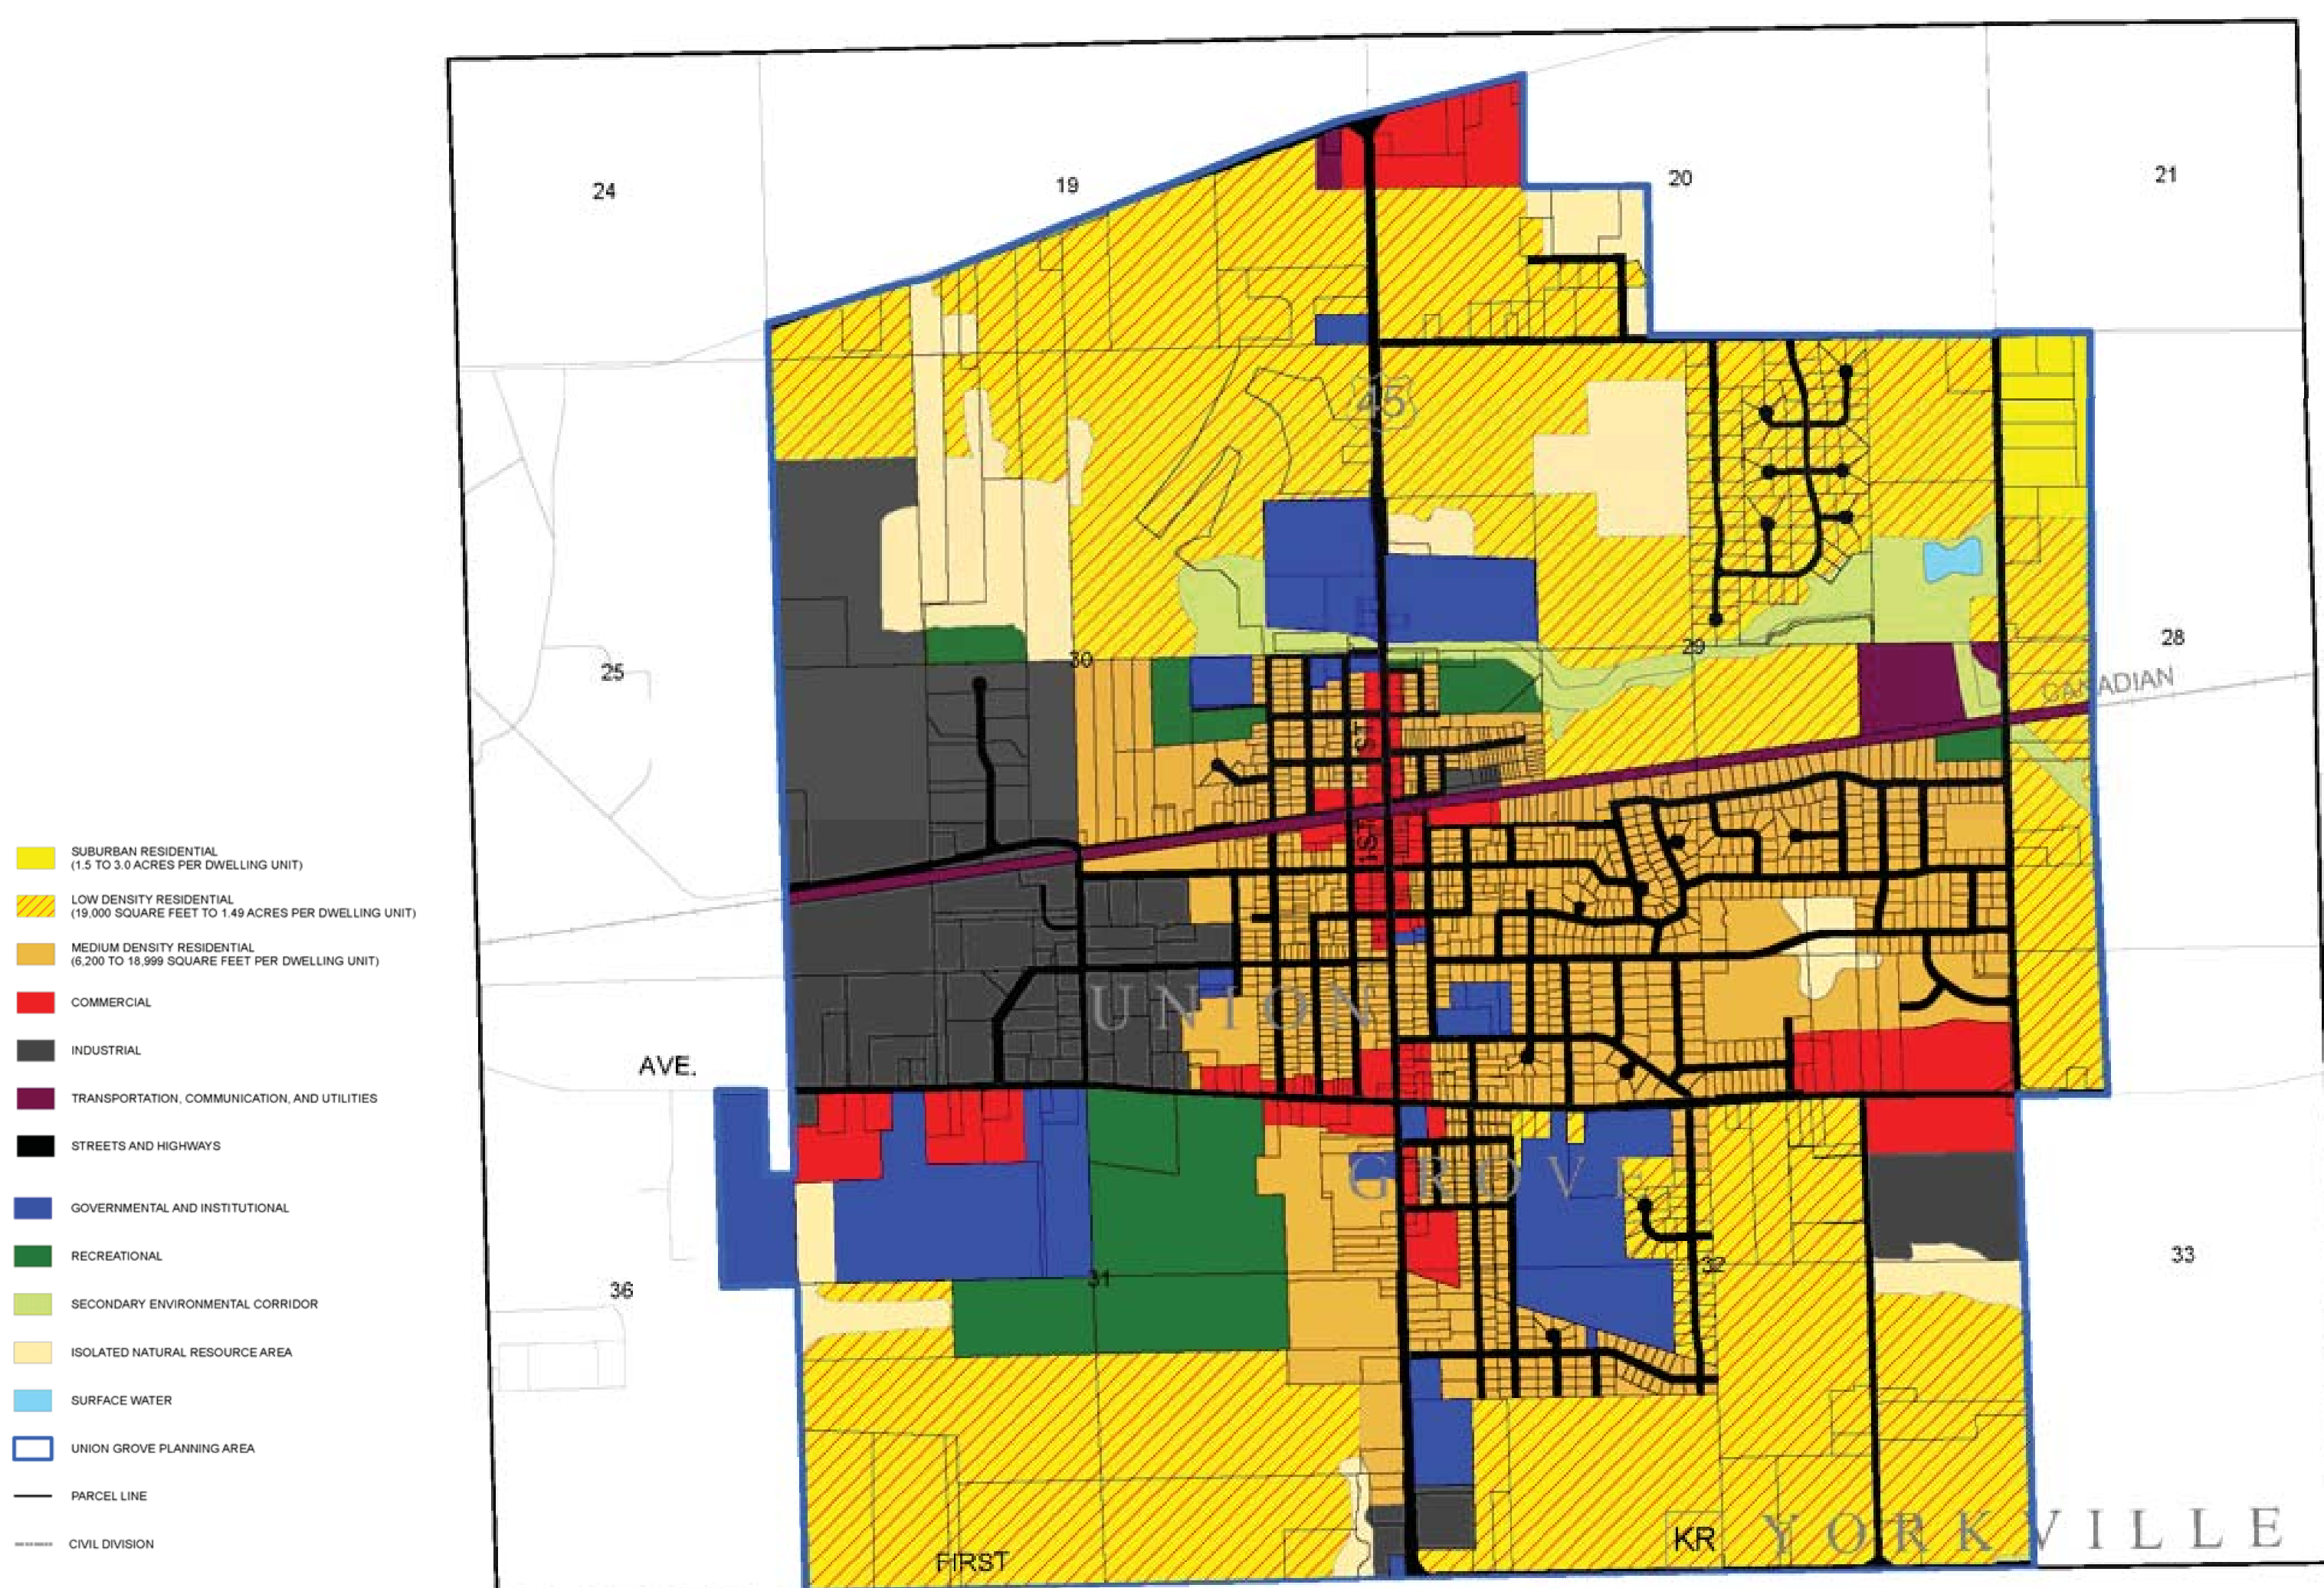 24
19
20
21
45
25
30
29
28
CANADIAN
IST ST
IST
SUBURBAN RESIDENTIAL
(1.5 TO 3.0 ACRES PER DWELLING UNIT)
LOW DENSITY RESIDENTIAL
(19,000 SQUARE FEET TO 1.49 ACRES PER DWELLING UNIT)
MEDIUM DENSITY RESIDENTIAL
(6,200 TO 18,999 SQUARE FEET PER DWELLING UNIT)
COMMERCIAL
INDUSTRIAL
TRANSPORTATION, COMMUNICATION, AND UTILITIES
STREETS AND HIGHWAYS
GOVERNMENTAL AND INSTITUTIONAL
RECREATIONAL
SECONDARY ENVIRONMENTAL CORRIDOR
ISOLATED NATURAL RESOURCE AREA
SURFACE WATER
UNION GROVE PLANNING AREA
PARCEL LINE
CIVIL DIVISION
UNION
AVE.
GROVE
36
31
32
33
FIRST
KR
YORKVILLE